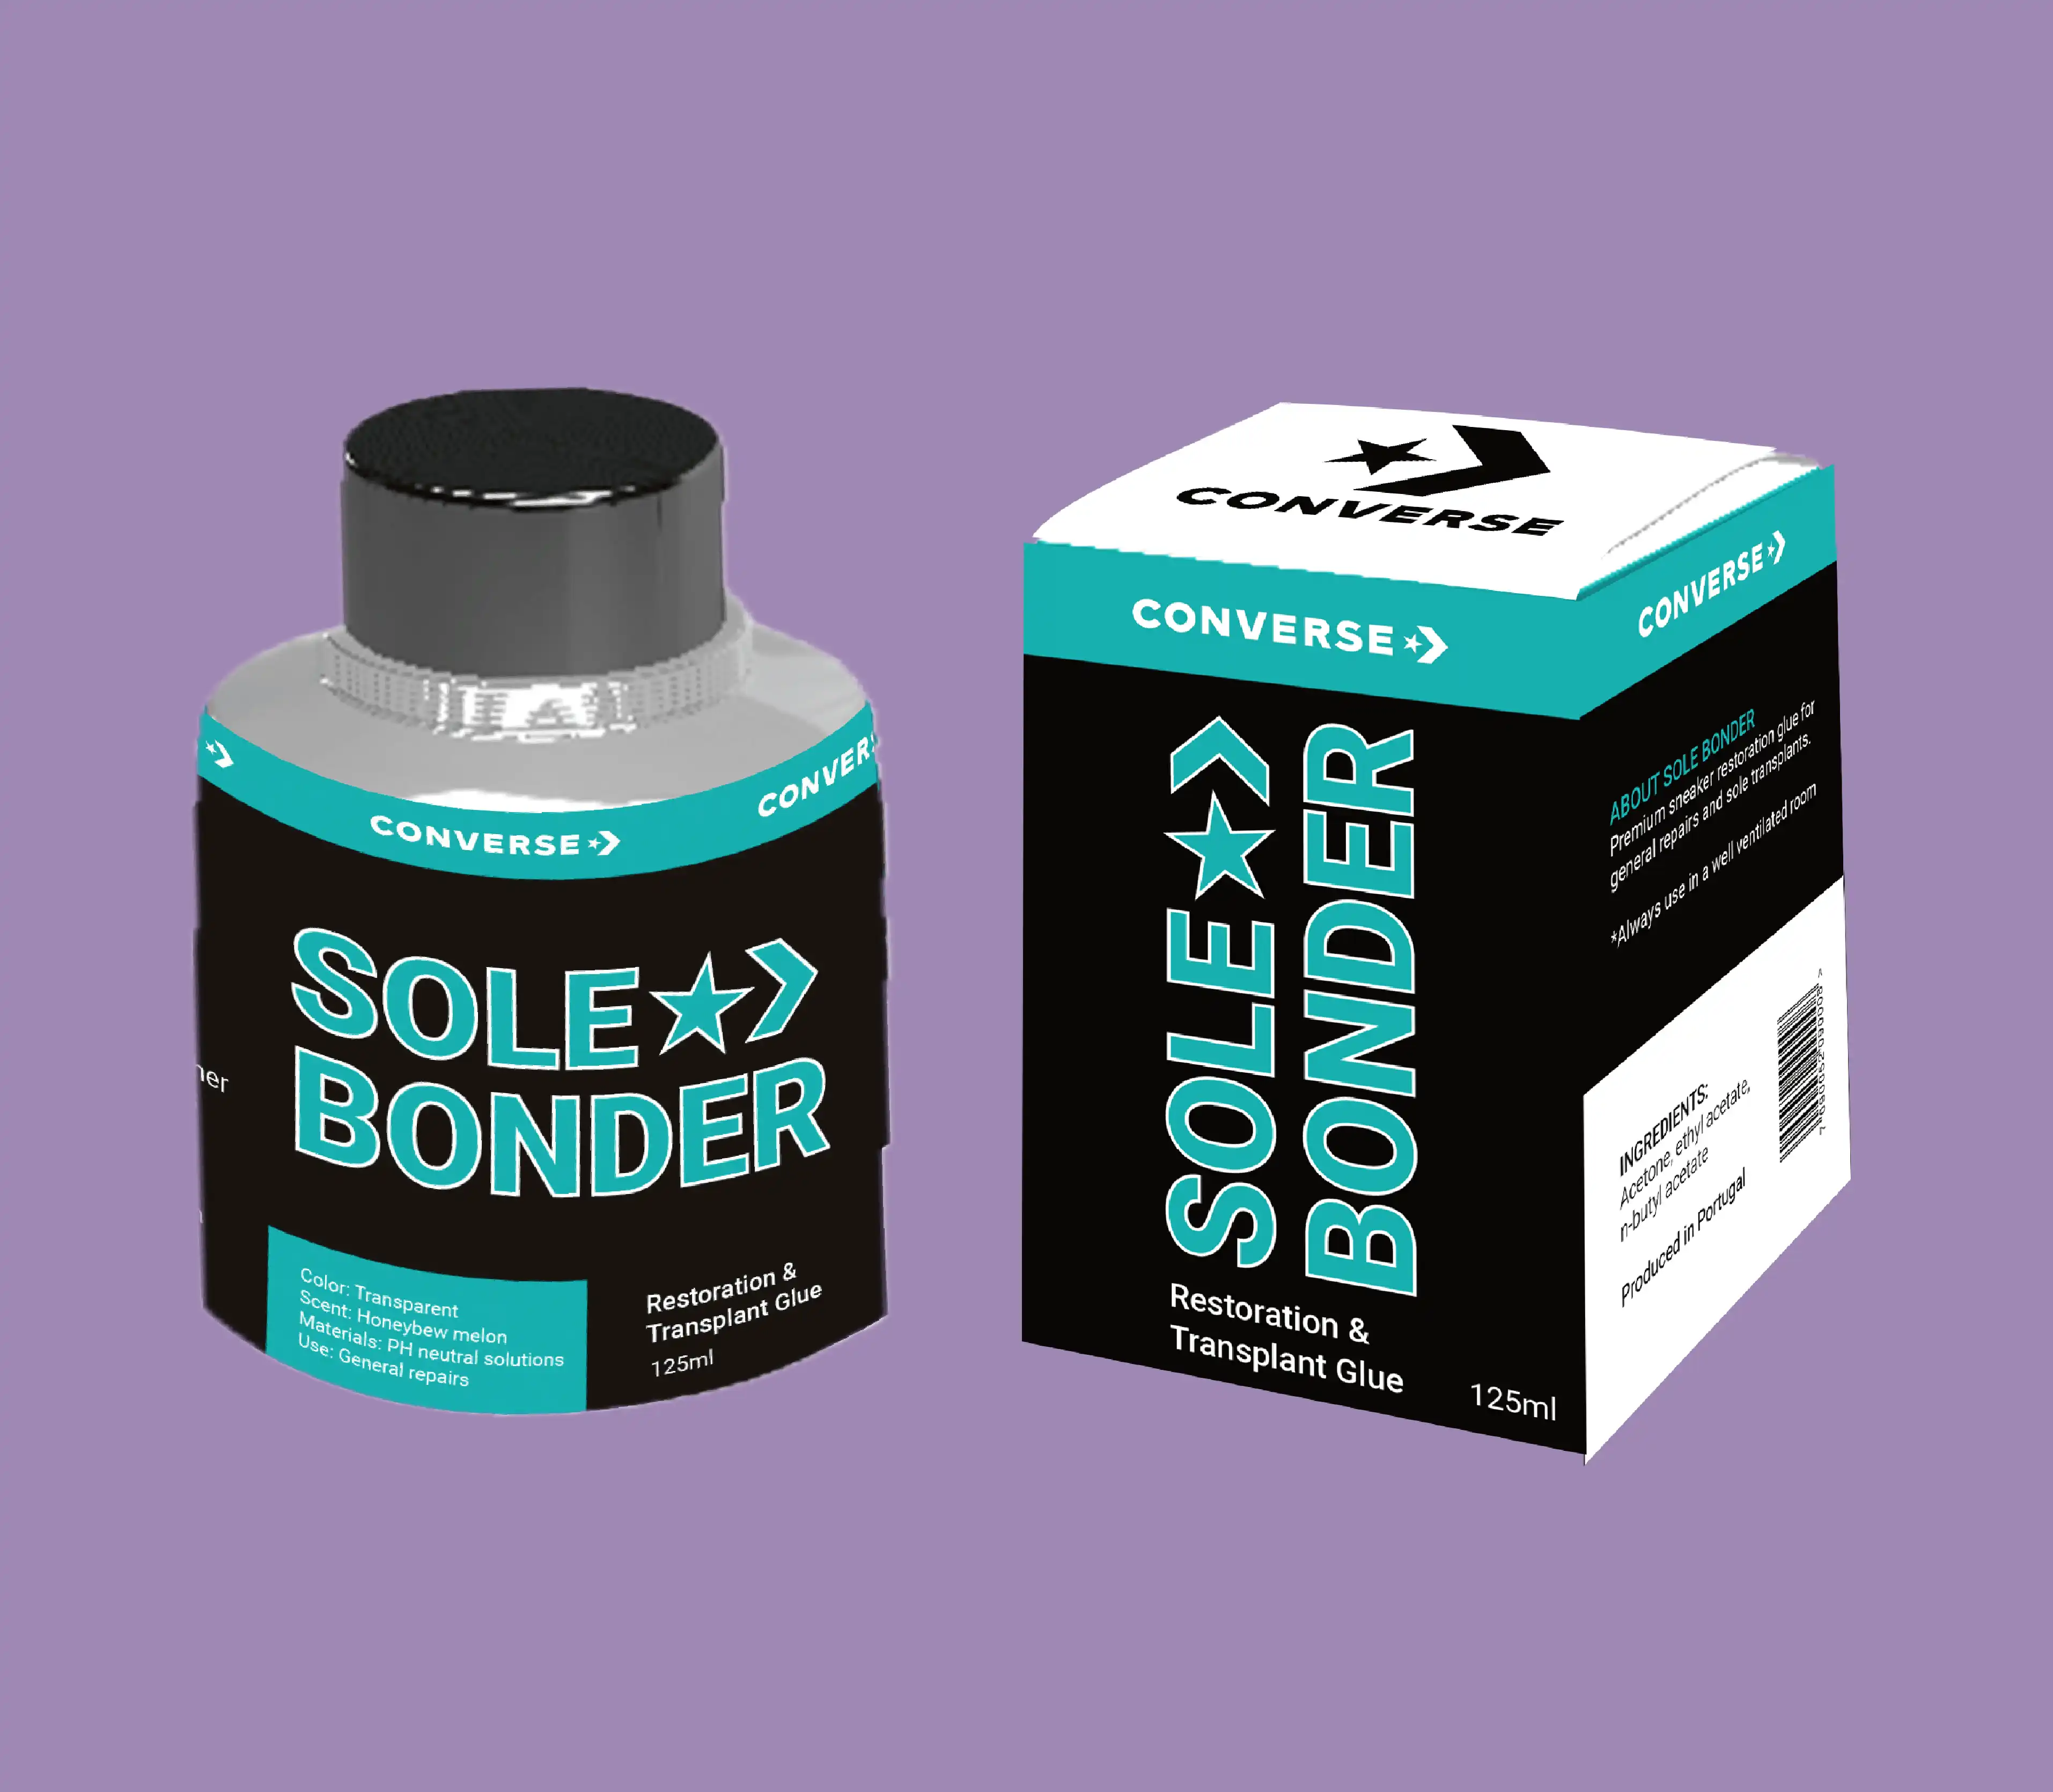 CONVERSE
CONVER
SOLE
BONDER
Color: Transparent
Scent: Honeybew melon
Materials: PH neutral solutions
Use: General repairs
Restoration &
Transplant Glue
125ml
CONVERSE
CONVERSE
SOLE
BONDER
Restoration &
Transplant Glue
125ml
CONVERSE
ABOUT SOLE BONDER
Premium sneaker restoration glue for
general repairs and sole transplants.
*Always use in a well ventilated room
INGREDIENTS:
Acetone, ethyl acetate,
n-butyl acetate
Produced in Portugal